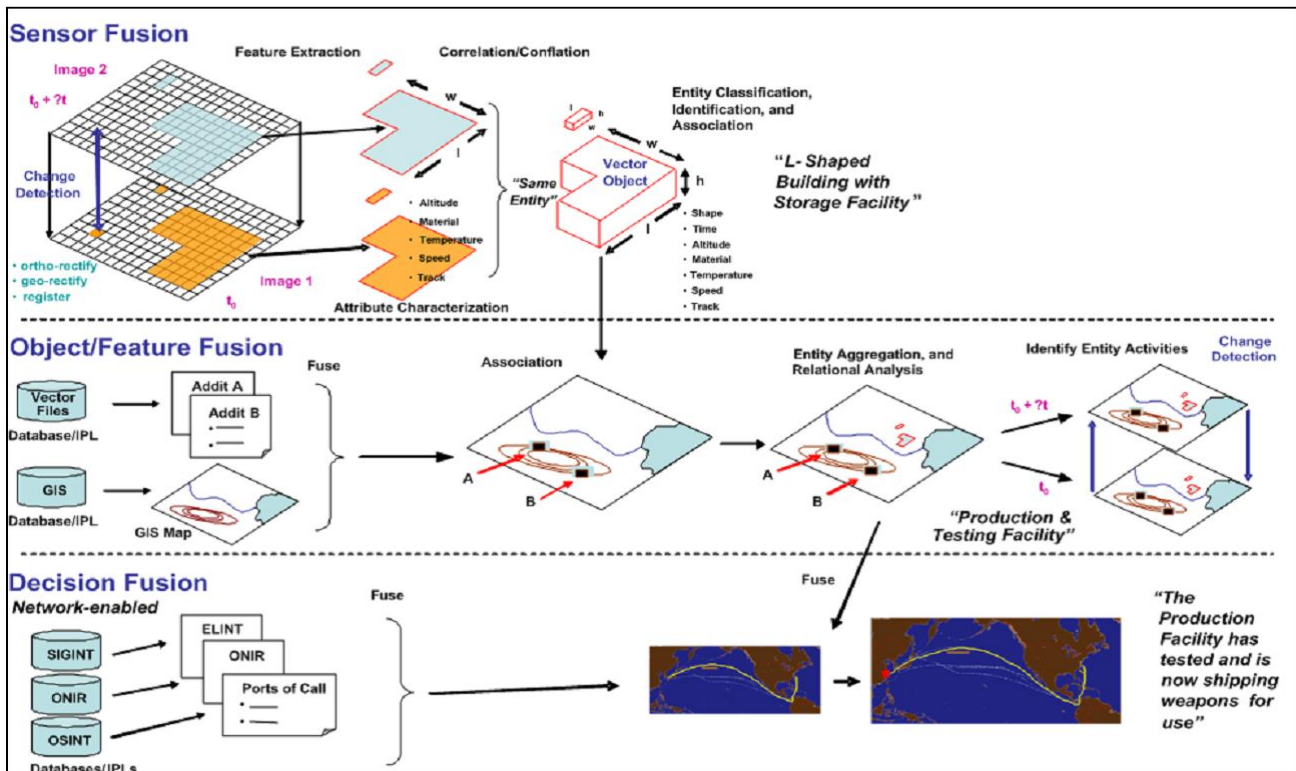 Sensor Fusion
Feature Extraction
Correlation/Conflation
Image 2
t₀ + ?t
w
l
Change
Detection
"Same
Entity"
• ortho-rectify
• geo-rectify
• register
Image 1
t₀
• Altitude
• Material
• Temperature
• Speed
• Track
Attribute Characterization
Entity Classification,
Identification, and
Association
l
h
w
w
Vector
Object
h
l
• Shape
• Time
• Altitude
• Material
• Temperature
• Speed
• Track
"L- Shaped
Building with
Storage Facility"
Object/Feature Fusion
Fuse
Vector
Files
Database/IPL
Addit A
Addit B
GIS
Database/IPL
GIS Map
Association
A
B
Entity Aggregation, and
Relational Analysis
A
B
Identify Entity Activities
Change
Detection
t₀ + ?t
t₀
"Production &
Testing Facility"
Decision Fusion
Network-enabled
Fuse
SIGINT
ONIR
OSINT
Databases/IPLs
ELINT
ONIR
Ports of Call
Fuse
"The
Production
Facility has
tested and is
now shipping
weapons for
use"